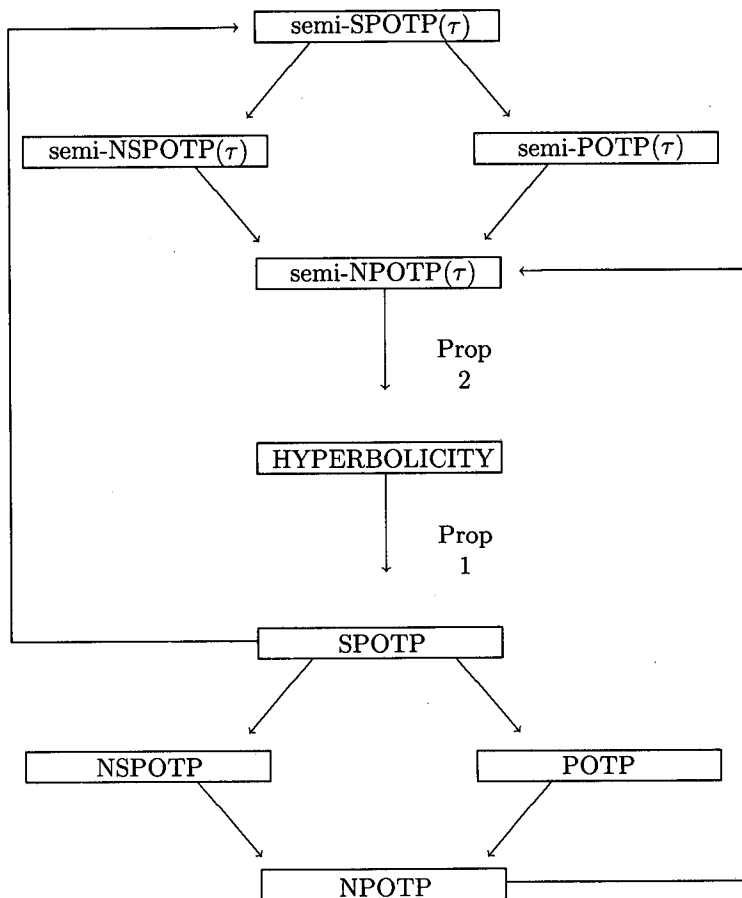 semi-SPOTP(τ)
semi-NSPOTP(τ)
semi-POTP(τ)
semi-NPOTP(τ)
Prop
2
HYPERBOLICITY
Prop
1
SPOTP
NSPOTP
POTP
NPOTP